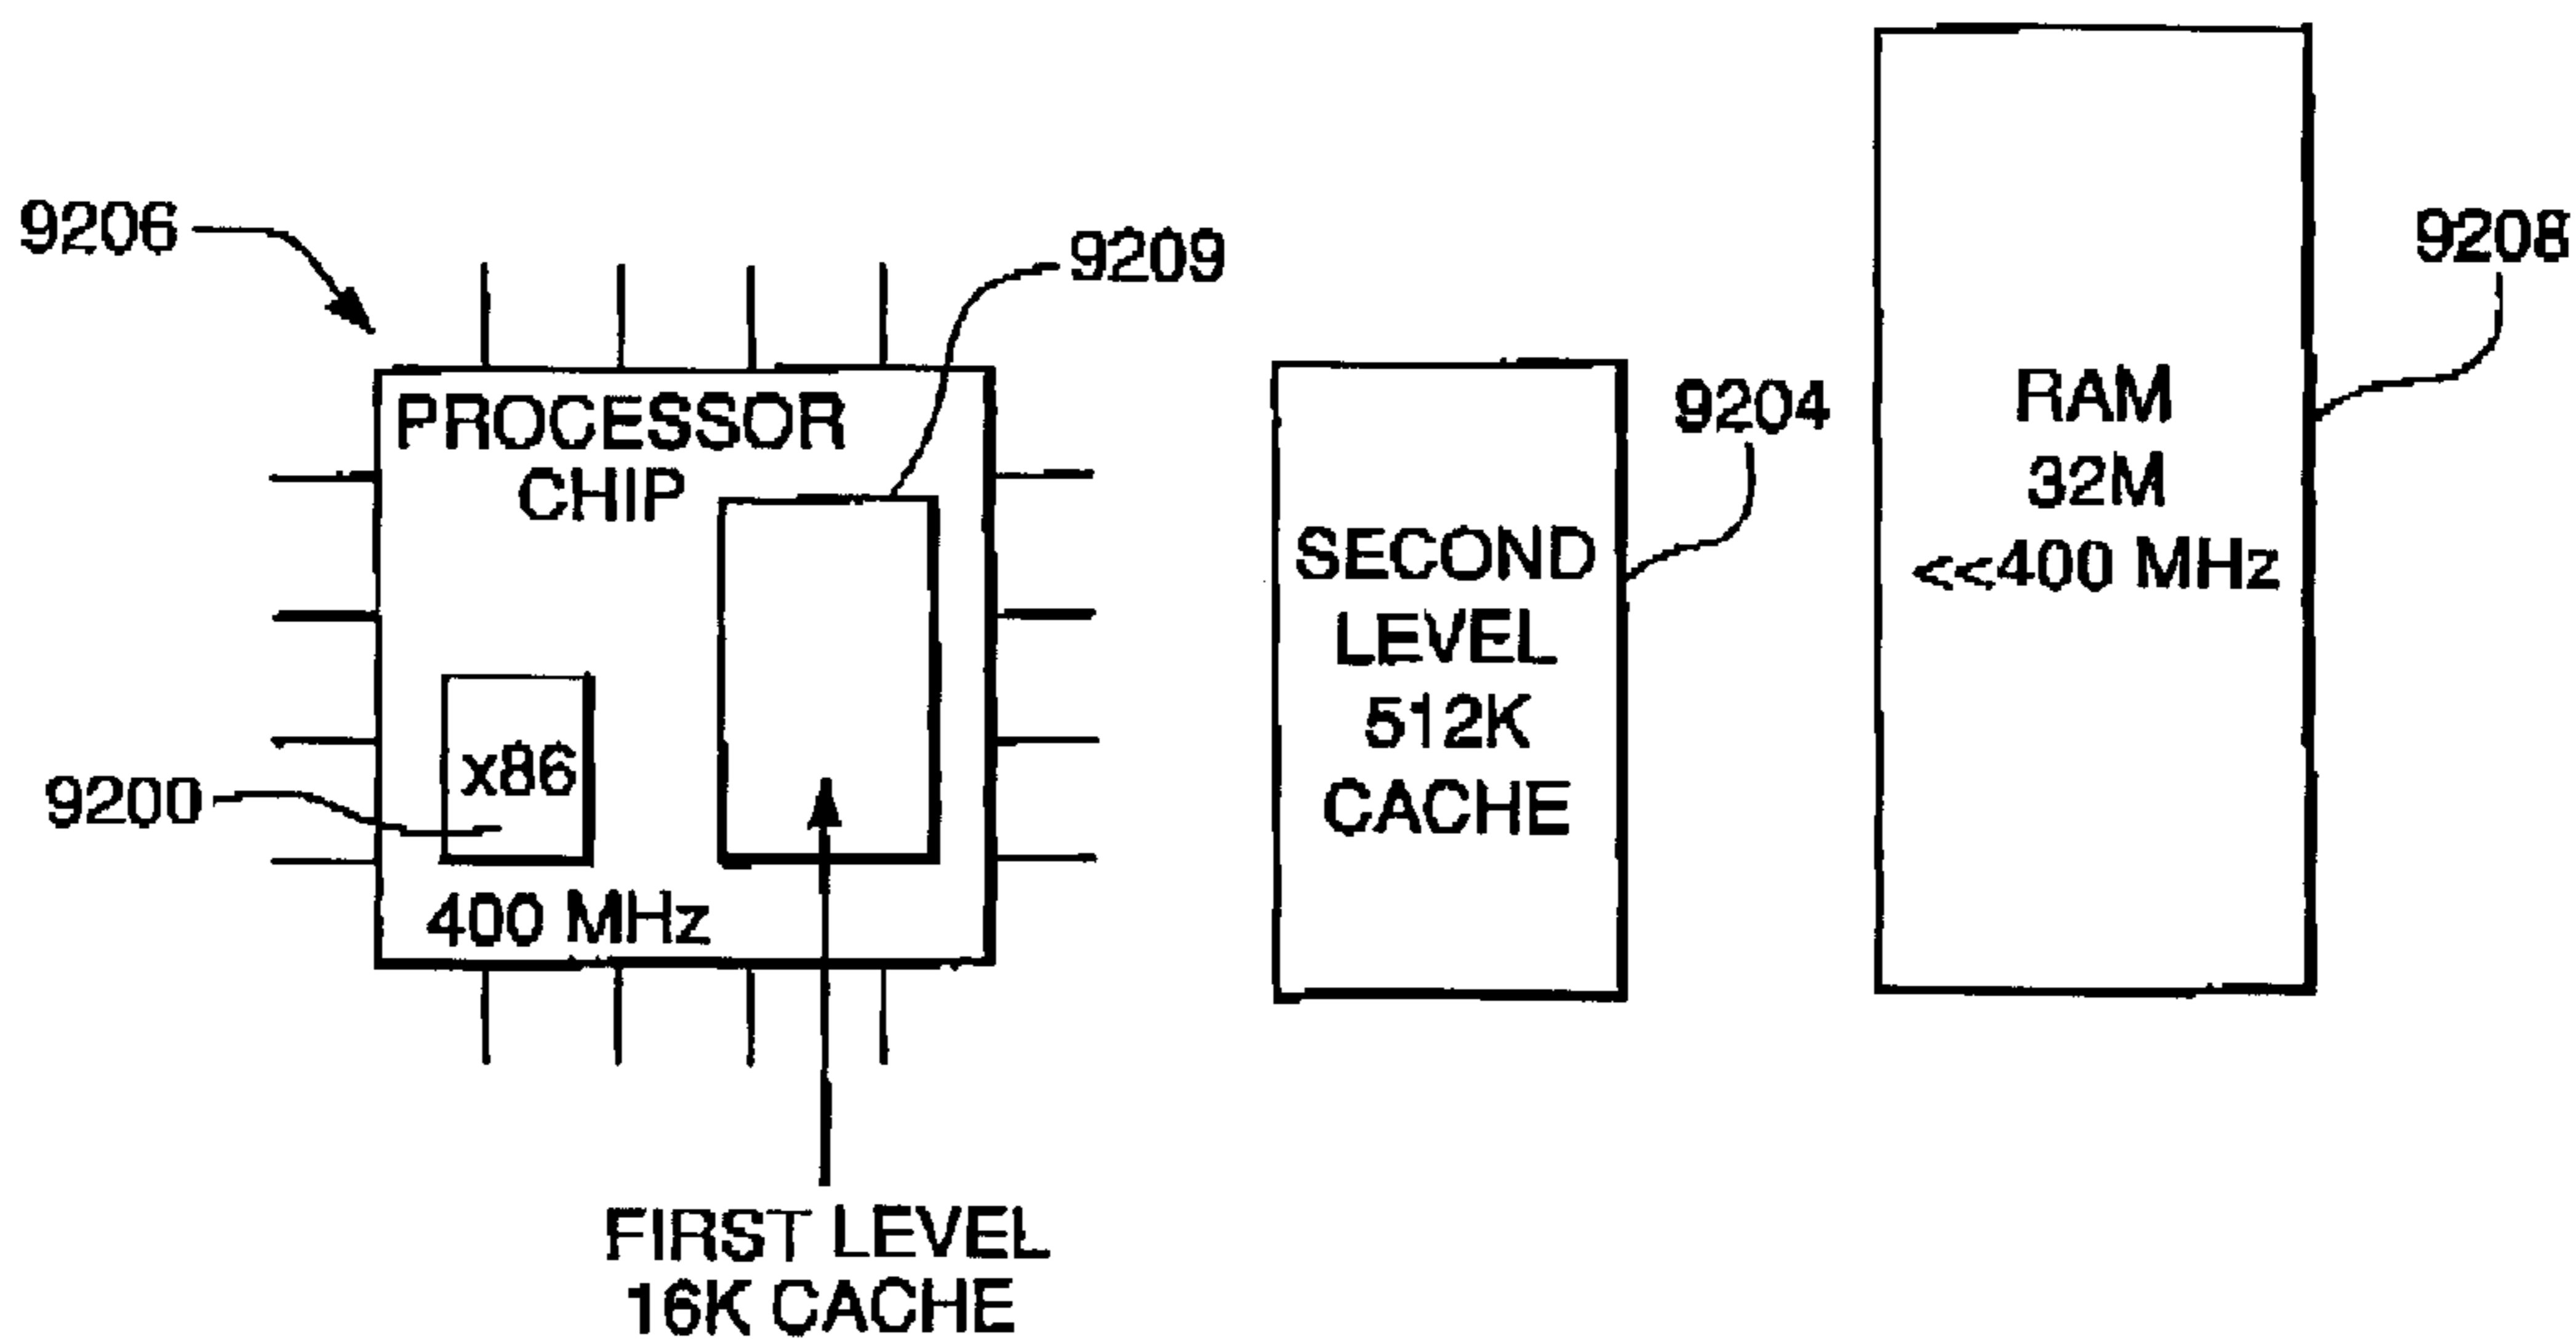 9206
9209
9208
PROCESSOR
CHIP
9204
RAM
32M
<<400 MHz
SECOND
LEVEL
512K
CACHE
x86
9200
400 MHz
FIRST LEVEL
16K CACHE